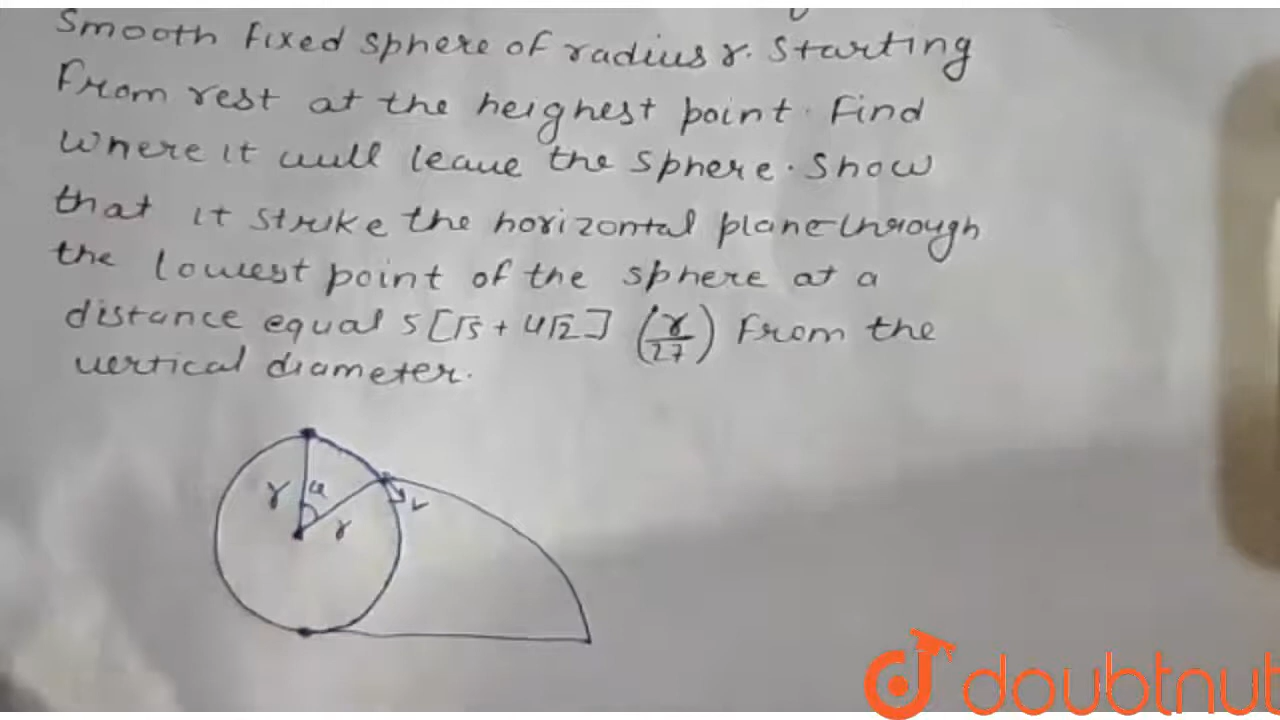 Smooth fixed sphere of radius r. starting
From rest at the heighest point. Find
where it will leave the sphere. Show
that it strike the horizontal plane through
the lowest point of the sphere at a
distance equal 5[√5 + 4√2] (r/27) From the
vertical diameter.
r
α
r
v
doubtnut